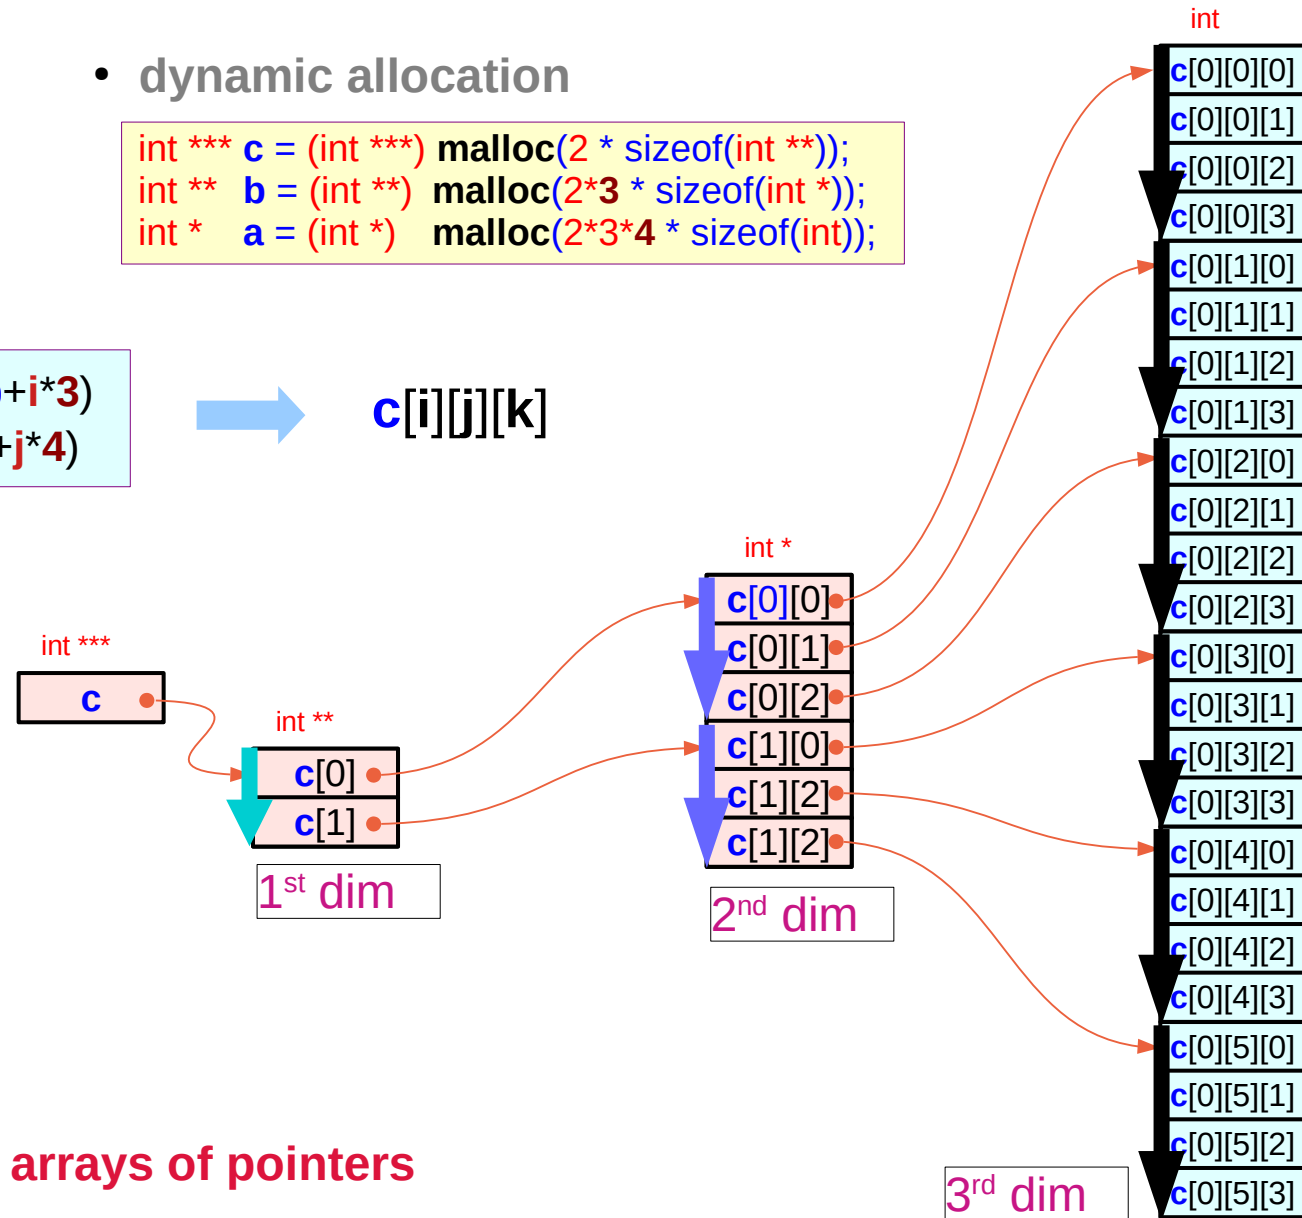 int
• dynamic allocation
int *** c = (int ***) malloc(2 * sizeof(int **));
int ** b = (int **) malloc(2*3 * sizeof(int *));
int * a = (int *) malloc(2*3*4 * sizeof(int));
+i*3)
+j*4)
c[i][j][k]
int ***
c
int **
c[0]
c[1]
1st dim
int *
c[0][0]
c[0][1]
c[0][2]
c[1][0]
c[1][2]
c[1][2]
2nd dim
c[0][0][0]
c[0][0][1]
c[0][0][2]
c[0][0][3]
c[0][1][0]
c[0][1][1]
c[0][1][2]
c[0][1][3]
c[0][2][0]
c[0][2][1]
c[0][2][2]
c[0][2][3]
c[0][3][0]
c[0][3][1]
c[0][3][2]
c[0][3][3]
c[0][4][0]
c[0][4][1]
c[0][4][2]
c[0][4][3]
c[0][5][0]
c[0][5][1]
c[0][5][2]
c[0][5][3]
3rd dim
arrays of pointers